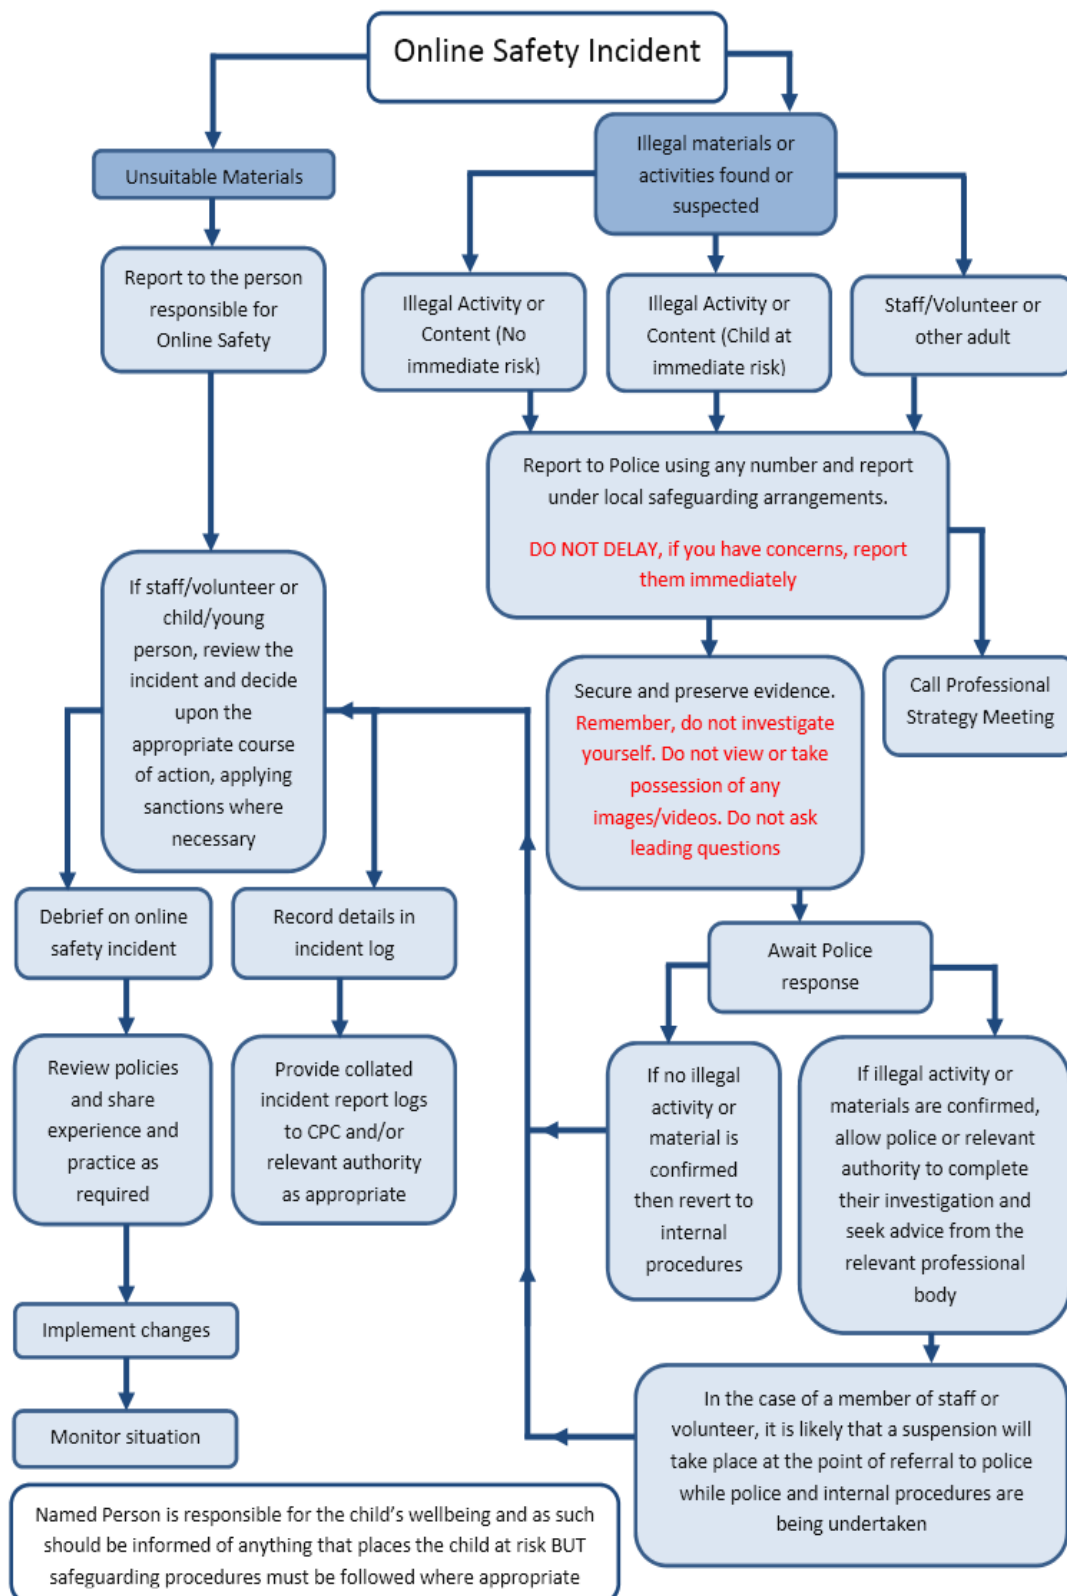 Online Safety Incident
Unsuitable Materials
Illegal materials or
activities found or
suspected
Report to the person
responsible for
Online Safety
Illegal Activity or
Content (No
immediate risk)
Illegal Activity or
Content (Child at
immediate risk)
Staff/Volunteer or
other adult
Report to Police using any number and report
under local safeguarding arrangements.
DO NOT DELAY, if you have concerns, report
them immediately
If staff/volunteer or
child/young
person, review the
incident and decide
upon the
appropriate course
of action, applying
sanctions where
necessary
Secure and preserve evidence.
Remember, do not investigate
yourself. Do not view or take
possession of any
images/videos. Do not ask
leading questions
Call Professional
Strategy Meeting
Debrief on online
safety incident
Record details in
incident log
Await Police
response
Review policies
and share
experience and
practice as
required
Provide collated
incident report logs
to CPC and/or
relevant authority
as appropriate
If no illegal
activity or
material is
confirmed
then revert to
internal
procedures
If illegal activity or
materials are confirmed,
allow police or relevant
authority to complete
their investigation and
seek advice from the
relevant professional
body
Implement changes
Monitor situation
In the case of a member of staff or
volunteer, it is likely that a suspension will
take place at the point of referral to police
while police and internal procedures are
being undertaken
Named Person is responsible for the child's wellbeing and as such
should be informed of anything that places the child at risk BUT
safeguarding procedures must be followed where appropriate